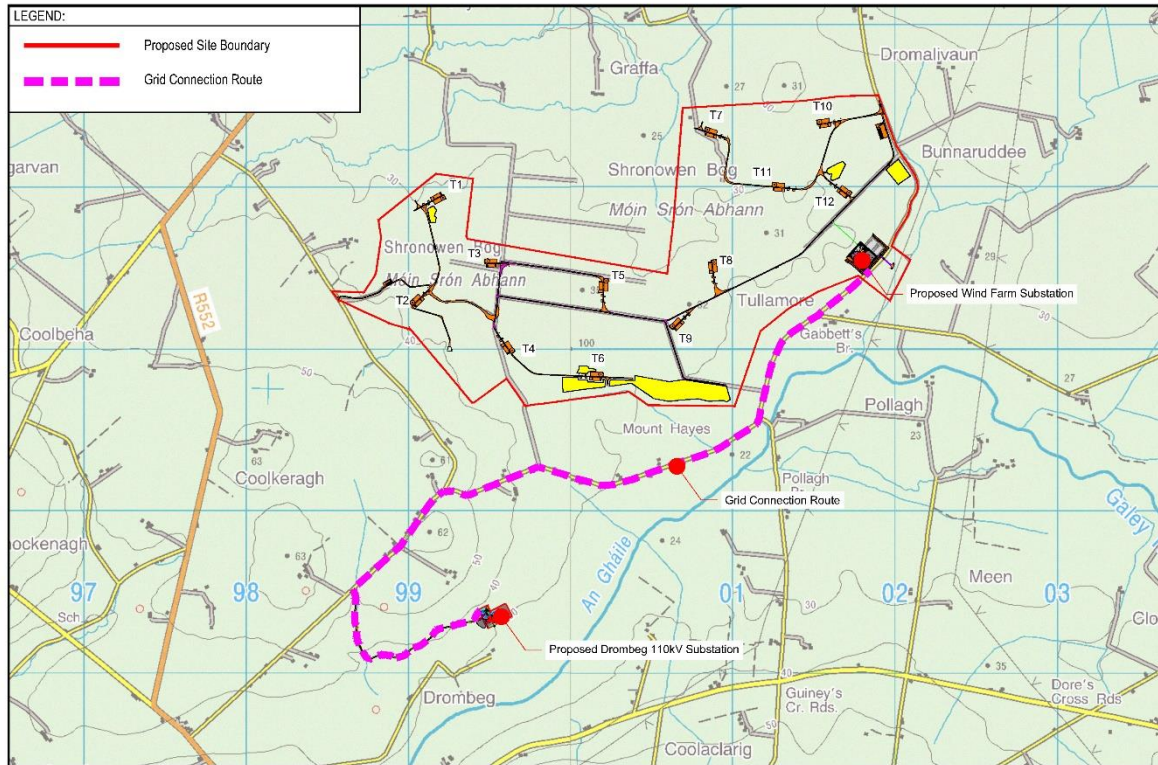 LEGEND:
Proposed Site Boundary
Grid Connection Route
Dromalivaun
Graffa
27
31
T10
T7
25
garvan
Bunnaruddee
Shronowen Bog
30
T11
T1
30
T12
Móin Srón Abhann
31
Shronowen Bog
T3
T8
29
Móin Srón Abhann
T5
T2
Tullamore
Proposed Wind Farm Substation
30
R552
T9
Coolbeha
40
T4
100
Gabbett's
Br.
T6
27
50
Pollagh
Mount Hayes
23
22
63
Coolkeragh
Pollagh
Grid Connection Route
Galey
62
An Gháile
ockenagh
63
50
24
97
98
99
40
01
02
Meen
03
Sch.
30
Proposed Drombeg 110kV Substation
35
40
Drombeg
Guiney's
Cr. Rds.
Dore's
Cross Rds
50
Coolaclarig